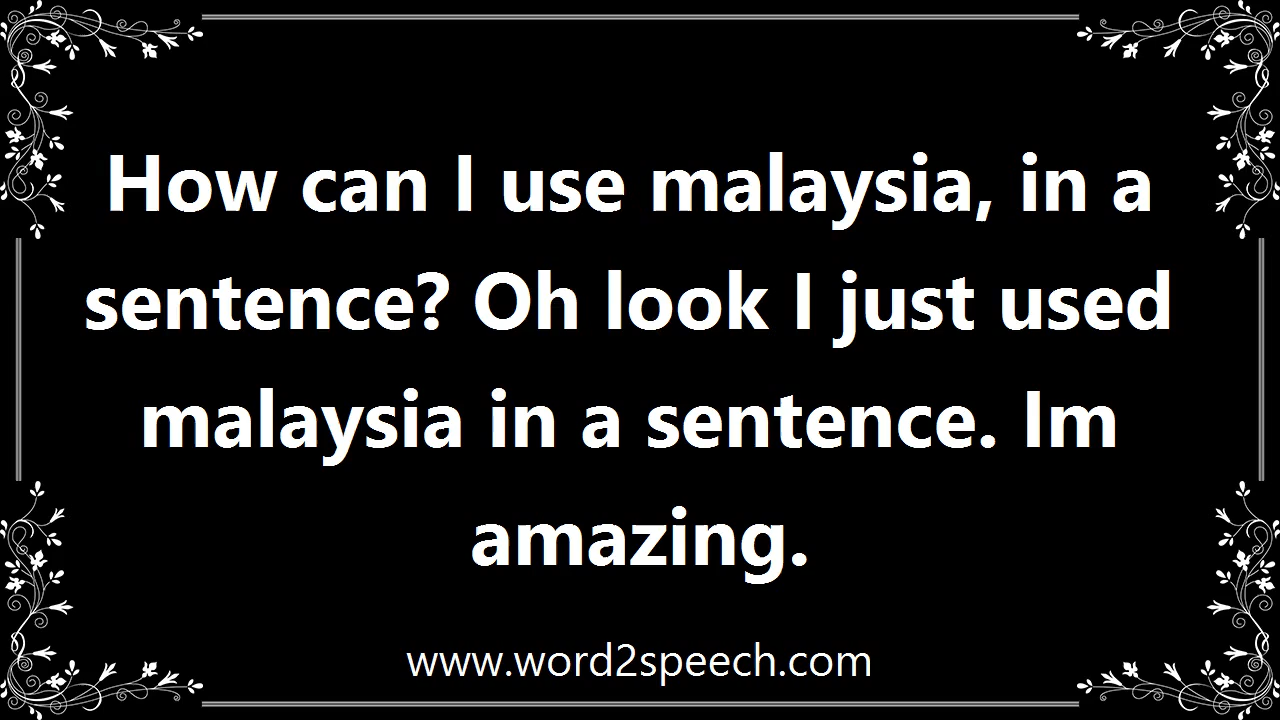 How can I use malaysia, in a
sentence? Oh look I just used
malaysia in a sentence. Im
amazing.
www.word2speech.com